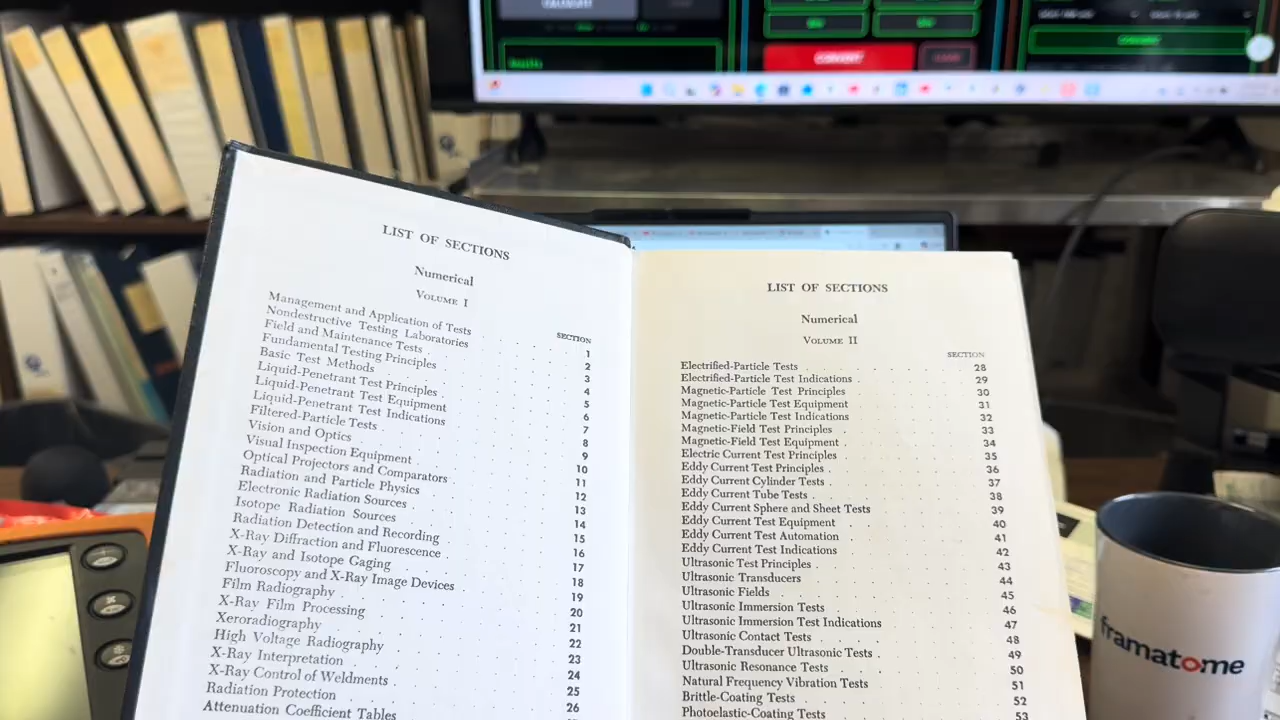 LIST OF SECTIONS
Numerical
VOLUME I
SECTION
Management and Application of Tests 1
Nondestructive Testing Laboratories 2
Field and Maintenance Tests 3
Fundamental Testing Principles 4
Basic Test Methods 5
Liquid-Penetrant Test Principles 6
Liquid-Penetrant Test Equipment 7
Liquid-Penetrant Test Indications 8
Filtered-Particle Tests 9
Vision and Optics 10
Visual Inspection Equipment 11
Optical Projectors and Comparators 12
Radiation and Particle Physics 13
Electronic Radiation Sources 14
Isotope Radiation Sources 15
Radiation Detection and Recording 16
X-Ray Diffraction and Fluorescence 17
X-Ray and Isotope Gaging 18
Fluoroscopy and X-Ray Image Devices 19
Film Radiography 20
X-Ray Film Processing 21
Xeroradiography 22
High Voltage Radiography 23
X-Ray Interpretation 24
X-Ray Control of Weldments 25
Radiation Protection 26
Attenuation Coefficient Tables
LIST OF SECTIONS
Numerical
VOLUME II
SECTION
Electrified-Particle Tests 28
Electrified-Particle Test Indications 29
Magnetic-Particle Test Principles 30
Magnetic-Particle Test Equipment 31
Magnetic-Particle Test Indications 32
Magnetic-Field Test Principles 33
Magnetic-Field Test Equipment 34
Electric Current Test Principles 35
Eddy Current Test Principles 36
Eddy Current Cylinder Tests 37
Eddy Current Tube Tests 38
Eddy Current Sphere and Sheet Tests 39
Eddy Current Test Equipment 40
Eddy Current Test Automation 41
Eddy Current Test Indications 42
Ultrasonic Test Principles 43
Ultrasonic Transducers 44
Ultrasonic Fields 45
Ultrasonic Immersion Tests 46
Ultrasonic Immersion Test Indications 47
Ultrasonic Contact Tests 48
Double-Transducer Ultrasonic Tests 49
Ultrasonic Resonance Tests 50
Natural Frequency Vibration Tests 51
Brittle-Coating Tests 52
Photoelastic-Coating Tests 53
framatome